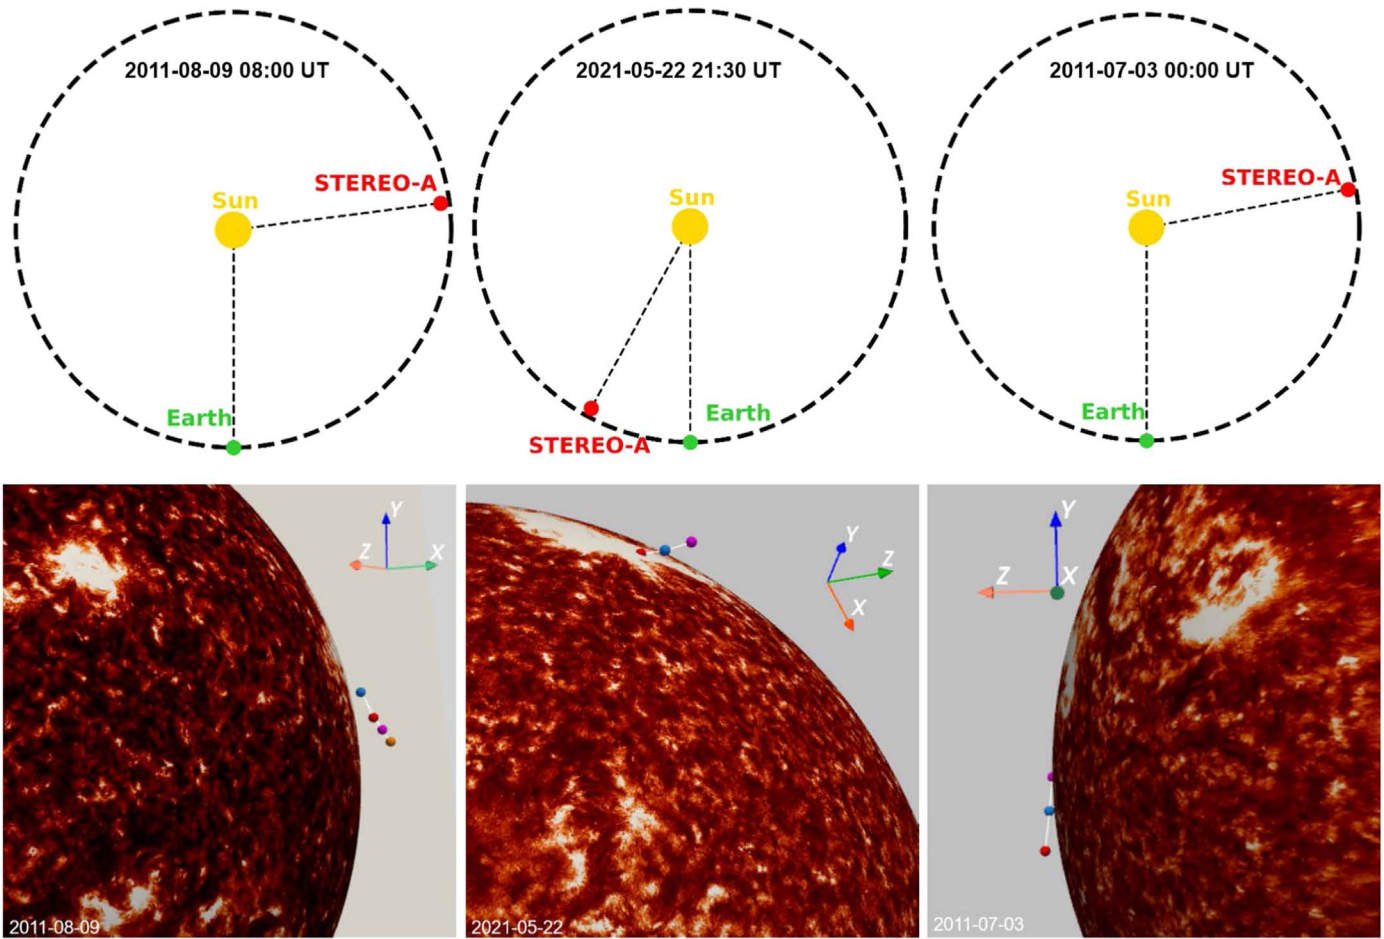 2011-08-09 08:00 UT
STEREO-A
Sun
Earth
2021-05-22 21:30 UT
Sun
Earth
STEREO-A
2011-07-03 00:00 UT
STEREO-A
Sun
Earth
Y
Z
X
2011-08-09
Y
Z
X
2021-05-22
Y
Z
X
2011-07-03